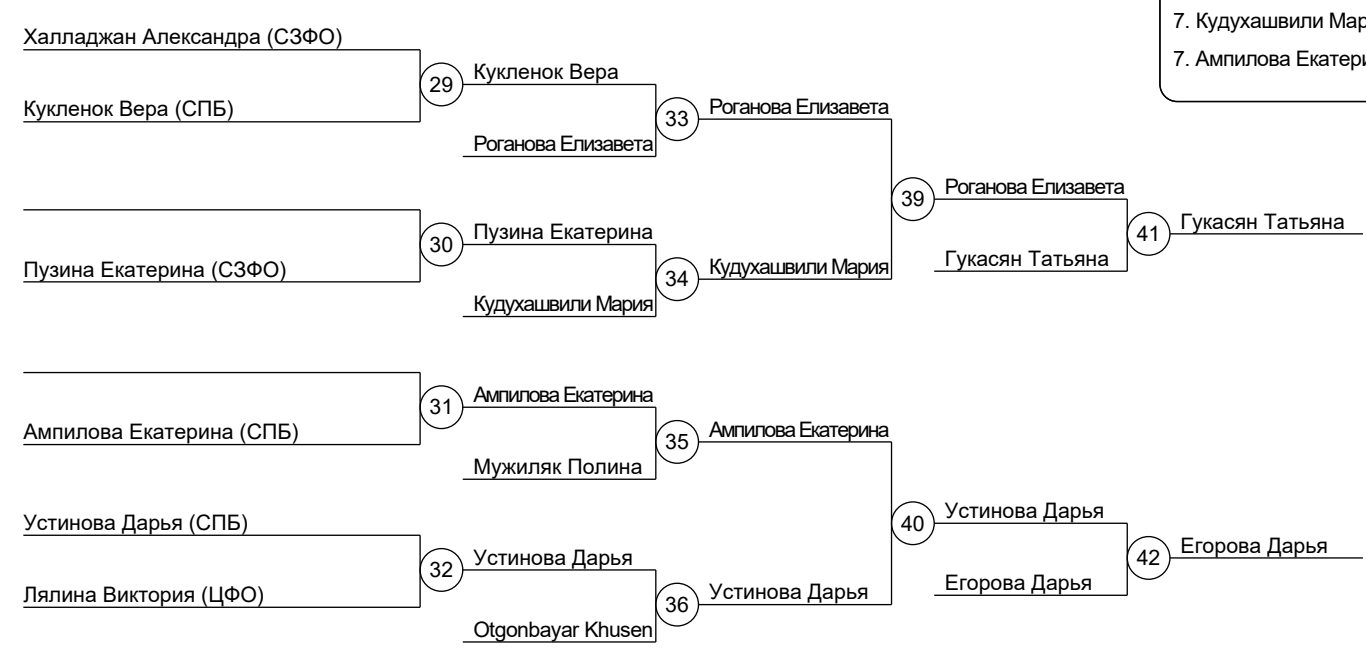 7. Кудухашвили
7. Ампилова
Халладжан Александра (СЗФО)
Кукленок Вера (СПБ)
29
Кукленок Вера
Роганова Елизавета
33
Роганова Елизавета
Пузина Екатерина (СЗФО)
30
Пузина Екатерина
Кудухашвили Мария
34
Кудухашвили Мария
39
Роганова Елизавета
Гукасян Татьяна
41
Гукасян Татьяна
Ампилова Екатерина (СПБ)
31
Ампилова Екатерина
Мужиляк Полина
35
Ампилова Екатерина
Устинова Дарья (СПБ)
Лялина Виктория (ЦФО)
32
Устинова Дарья
Otgonbayar Khusen
36
Устинова Дарья
40
Устинова Дарья
Егорова Дарья
42
Егорова Дарья